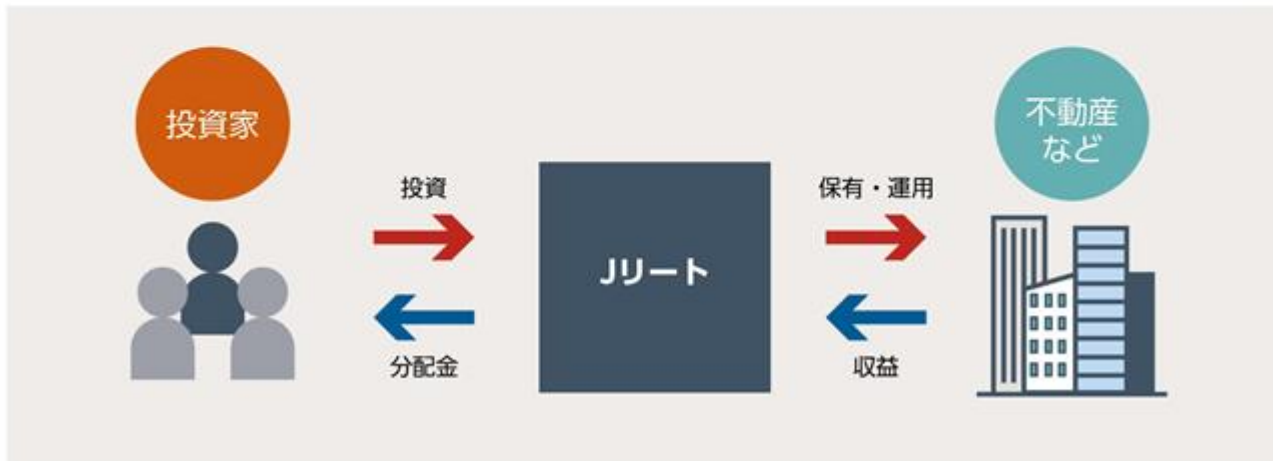 投資家
不動産
など
投資
保有・運用
Jリート
分配金
収益